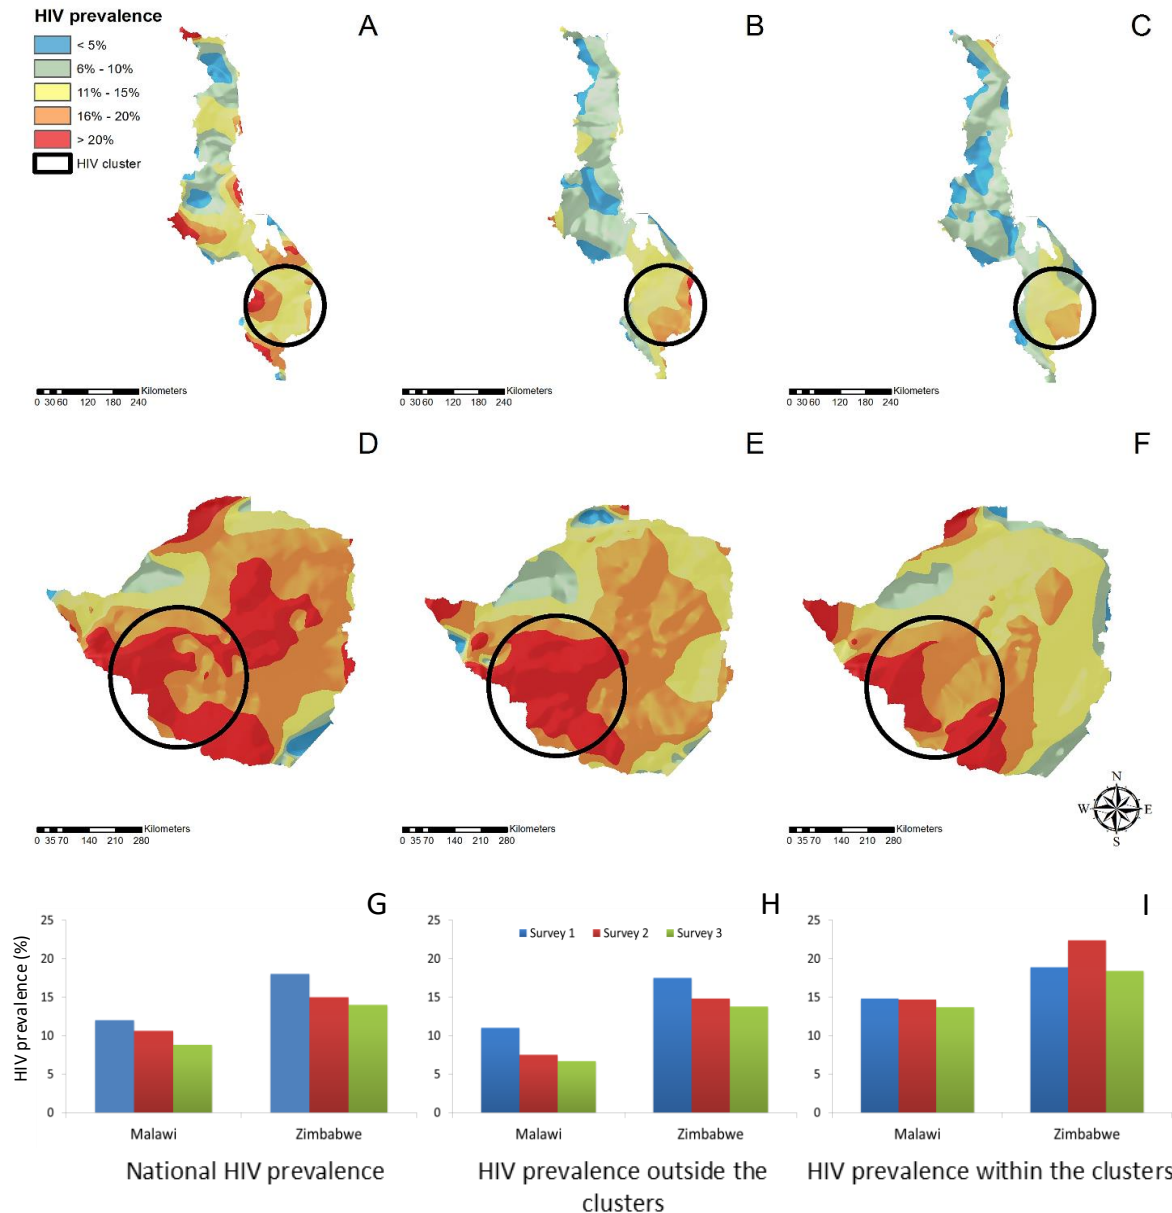 HIV prevalence
< 5%
6% - 10%
11% - 15%
16% - 20%
> 20%
HIV cluster
A
B
C
Kilometers
0 30 60 120 180 240
Kilometers
0 30 60 120 180 240
Kilometers
0 30 60 120 180 240
D
E
F
N
W E
S
Kilometers
0 35 70 140 210 280
Kilometers
0 35 70 140 210 280
Kilometers
0 35 70 140 210 280
G
HIV prevalence (%)
25
20
15
10
5
0
Malawi Zimbabwe
National HIV prevalence
H
Survey 1 Survey 2 Survey 3
25
20
15
10
5
0
Malawi Zimbabwe
HIV prevalence outside the
clusters
I
25
20
15
10
5
0
Malawi Zimbabwe
HIV prevalence within the clusters